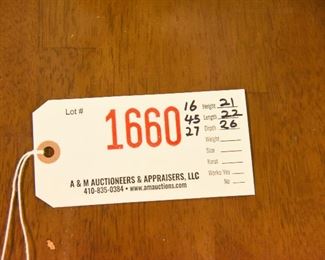 Lot #
1660
16 Height 21
45 Length 22
27 Depth 26
Weight
Size
Karat
Works Yes
No
A & M AUCTIONEERS & APPRAISERS, LLC
410-835-0384 • www.amauctions.com